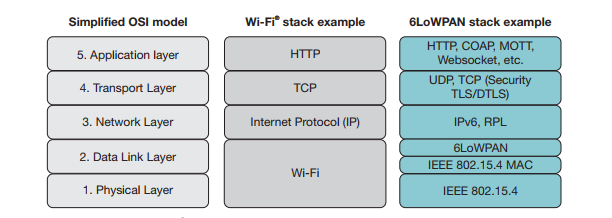 Simplified OSI model
Wi-Fi® stack example
6LoWPAN stack example
5. Application layer
HTTP
HTTP, COAP, MOTT,
Websocket, etc.
4. Transport Layer
TCP
UDP, TCP (Security
TLS/DTLS)
3. Network Layer
Internet Protocol (IP)
IPv6, RPL
2. Data Link Layer
Wi-Fi
6LoWPAN
IEEE 802.15.4 MAC
1. Physical Layer
IEEE 802.15.4